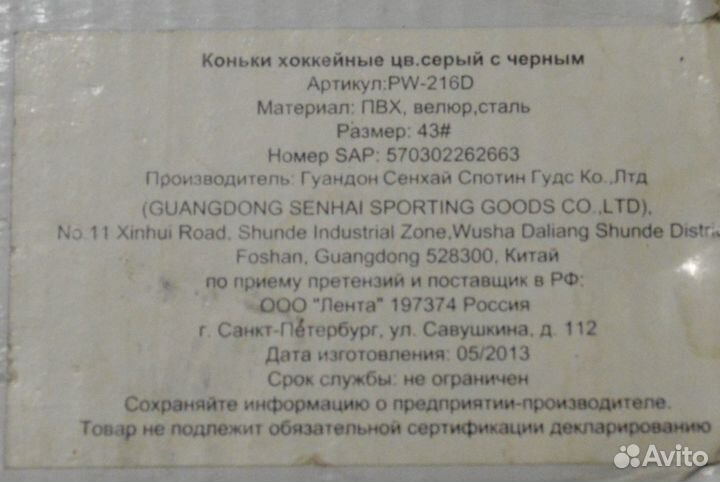 Коньки хоккейные цв.серый с черным
Артикул:PW-216D
Материал: ПВХ, велюр,сталь
Размер: 43#
Номер SAP: 570302262663
Производитель: Гуандон Сенхай Спотин Гудс Ко.,Лтд
(GUANGDONG SENHAI SPORTING GOODS CO.,LTD),
No.11 Xinhui Road, Shunde Industrial Zone,Wusha Daliang Shunde Distric
Foshan, Guangdong 528300, Китай
по приему претензий и поставщик в РФ:
ООО "Лента" 197374 Россия
г. Санкт-Петербург, ул. Савушкина, д. 112
Дата изготовления: 05/2013
Срок службы: не ограничен
Сохраняйте информацию о предприятии-производителе.
Товар не подлежит обязательной сертификации декларированию
Avito